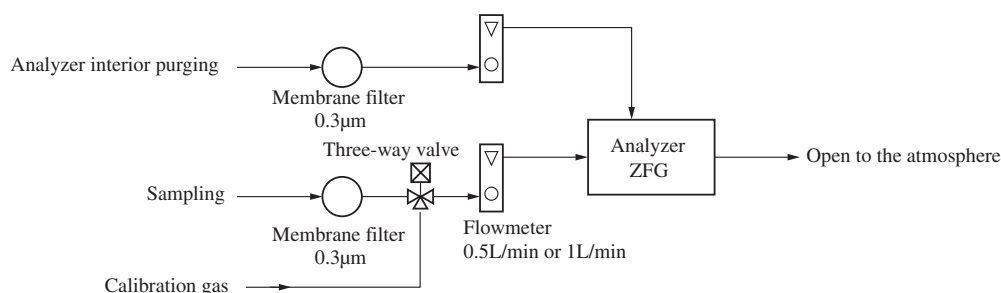 Analyzer interior purging
Membrane filter
0.3μm
Three-way valve
Analyzer
ZFG
Open to the atmosphere
Sampling
Membrane filter
0.3μm
Flowmeter
0.5L/min or 1L/min
Calibration gas